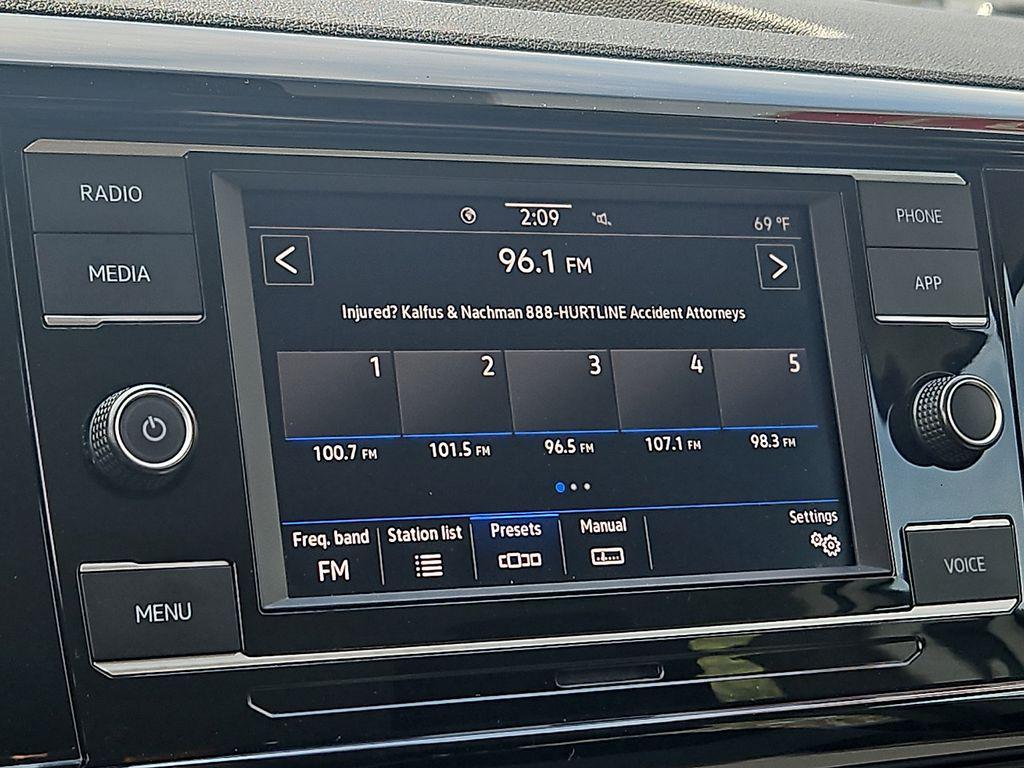 RADIO
MEDIA
MENU
PHONE
APP
VOICE
2:09
69 °F
< 96.1 FM >
Injured? Kalfus & Nachman 888-HURTLINE Accident Attorneys
1 2 3 4 5
100.7 FM 101.5 FM 96.5 FM 107.1 FM 98.3 FM
Freq. band Station list Presets Manual Settings
FM